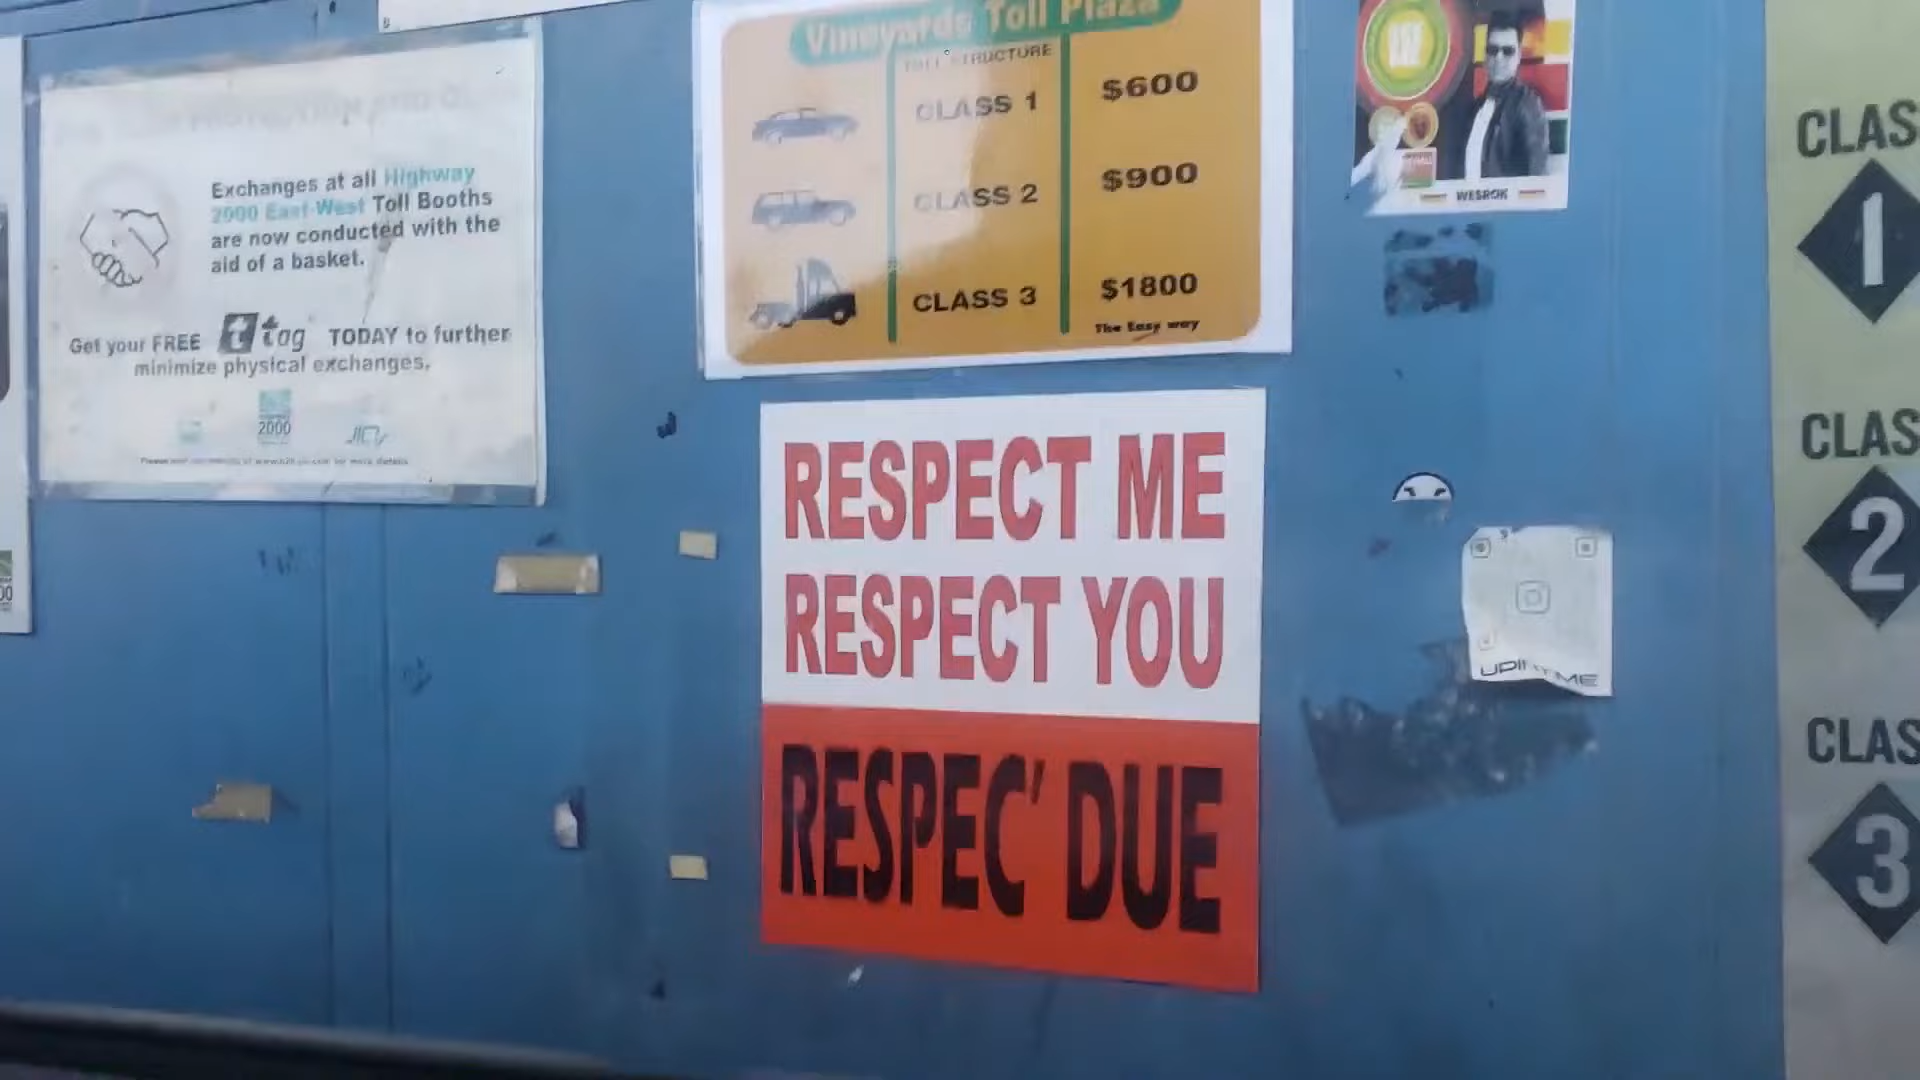 Exchanges at all Highway
2000 East-West Toll Booths
are now conducted with the
aid of a basket.
Get your FREE t tag TODAY to further
minimize physical exchanges.
2000
Vineyards Toll Plaza
TOLL STRUCTURE
CLASS 1 $600
CLASS 2 $900
CLASS 3 $1800
The Easy way
RESPECT ME
RESPECT YOU
RESPEC' DUE
WESROK
CLAS
1
CLAS
2
CLAS
3